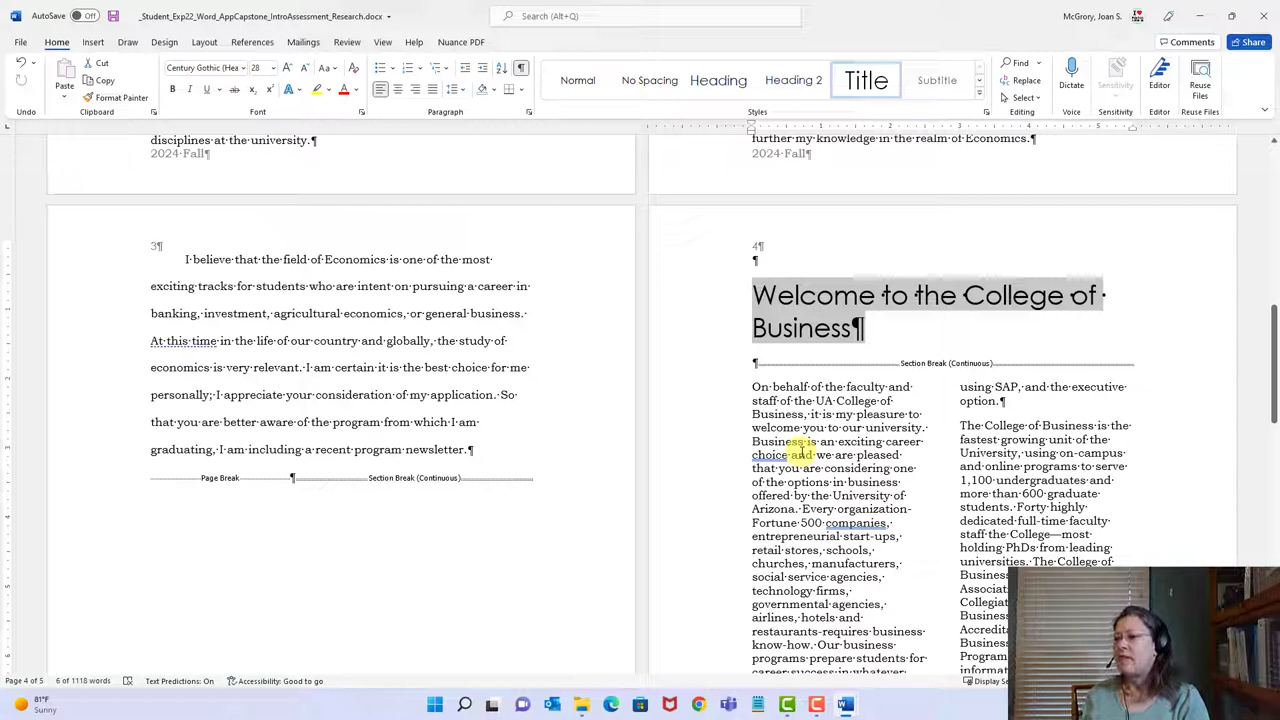 AutoSave Off _Student_Exp22_Word_AppCapstone_IntroAssessment_Research.docx Search (Alt+Q) McGrory, Joan S.
File Home Insert Draw Design Layout References Mailings Review View Help Nuance PDF Comments Share
Paste Cut Copy Format Painter
Century Gothic (Hea 28 Aa A
B I U ab x₂ x² A A
Normal No Spacing Heading Heading 2 Title Subtitle
Find Replace Select
Dictate Sensitivity Editor Reuse Files
Undo Clipboard Font Paragraph Styles Editing Voice Sensitivity Editor Reuse Files
disciplines·at·the·university.¶
2024·Fall¶
further·my·knowledge·in·the·realm·of·Economics.¶
2024·Fall¶
3¶
I·believe·that·the·field·of·Economics·is·one·of·the·most·
exciting·tracks·for·students·who·are·intent·on·pursuing·a·career·in·
banking,·investment,·agricultural·economics,·or·general·business.·
At·this·time·in·the·life·of·our·country·and·globally,·the·study·of·
economics·is·very·relevant.·I·am·certain·it·is·the·best·choice·for·me·
personally;·I·appreciate·your·consideration·of·my·application.·So·
that·you·are·better·aware·of·the·program·from·which·I·am·
graduating,·I·am·including·a·recent·program·newsletter.¶
Page Break ¶ Section Break (Continuous)
4¶
¶
Welcome·to·the·College·of·
Business¶
¶ Section Break (Continuous)
On·behalf·of·the·faculty·and·
staff·of·the·UA·College·of·
Business,·it·is·my·pleasure·to·
welcome·you·to·our·university.·
Business·is·an·exciting·career·
choice·and·we·are·pleased·
that·you·are·considering·one·
of·the·options·in·business·
offered·by·the·University·of·
Arizona.·Every·organization-
Fortune·500·companies,·
entrepreneurial·start-ups,·
retail·stores,·schools,·
churches,·manufacturers,·
social·service·agencies,·
technology·firms,·
governmental·agencies,·
airlines,·hotels·and·
restaurants-requires·business·
know-how.·Our·business·
programs·prepare·students·for·
career·success·in·whatever·
using·SAP,·and·the·executive·
option.¶
The·College·of·Business·is·the·
fastest·growing·unit·of·the·
University,·using·on-campus·
and·online·programs·to·serve·
1,100·undergraduates·and·
more·than·600·graduate·
students.·Forty·highly·
dedicated·full-time·faculty·
staff·the·College—most·
holding·PhDs·from·leading·
universities.·The·College·of·
Business
Associati
Collegia
Business
Accredita
Business
Program
informat
Page 4 of 5 6 of 1118 words Text Predictions: On Accessibility: Good to go Display Se
81°F
Sunny